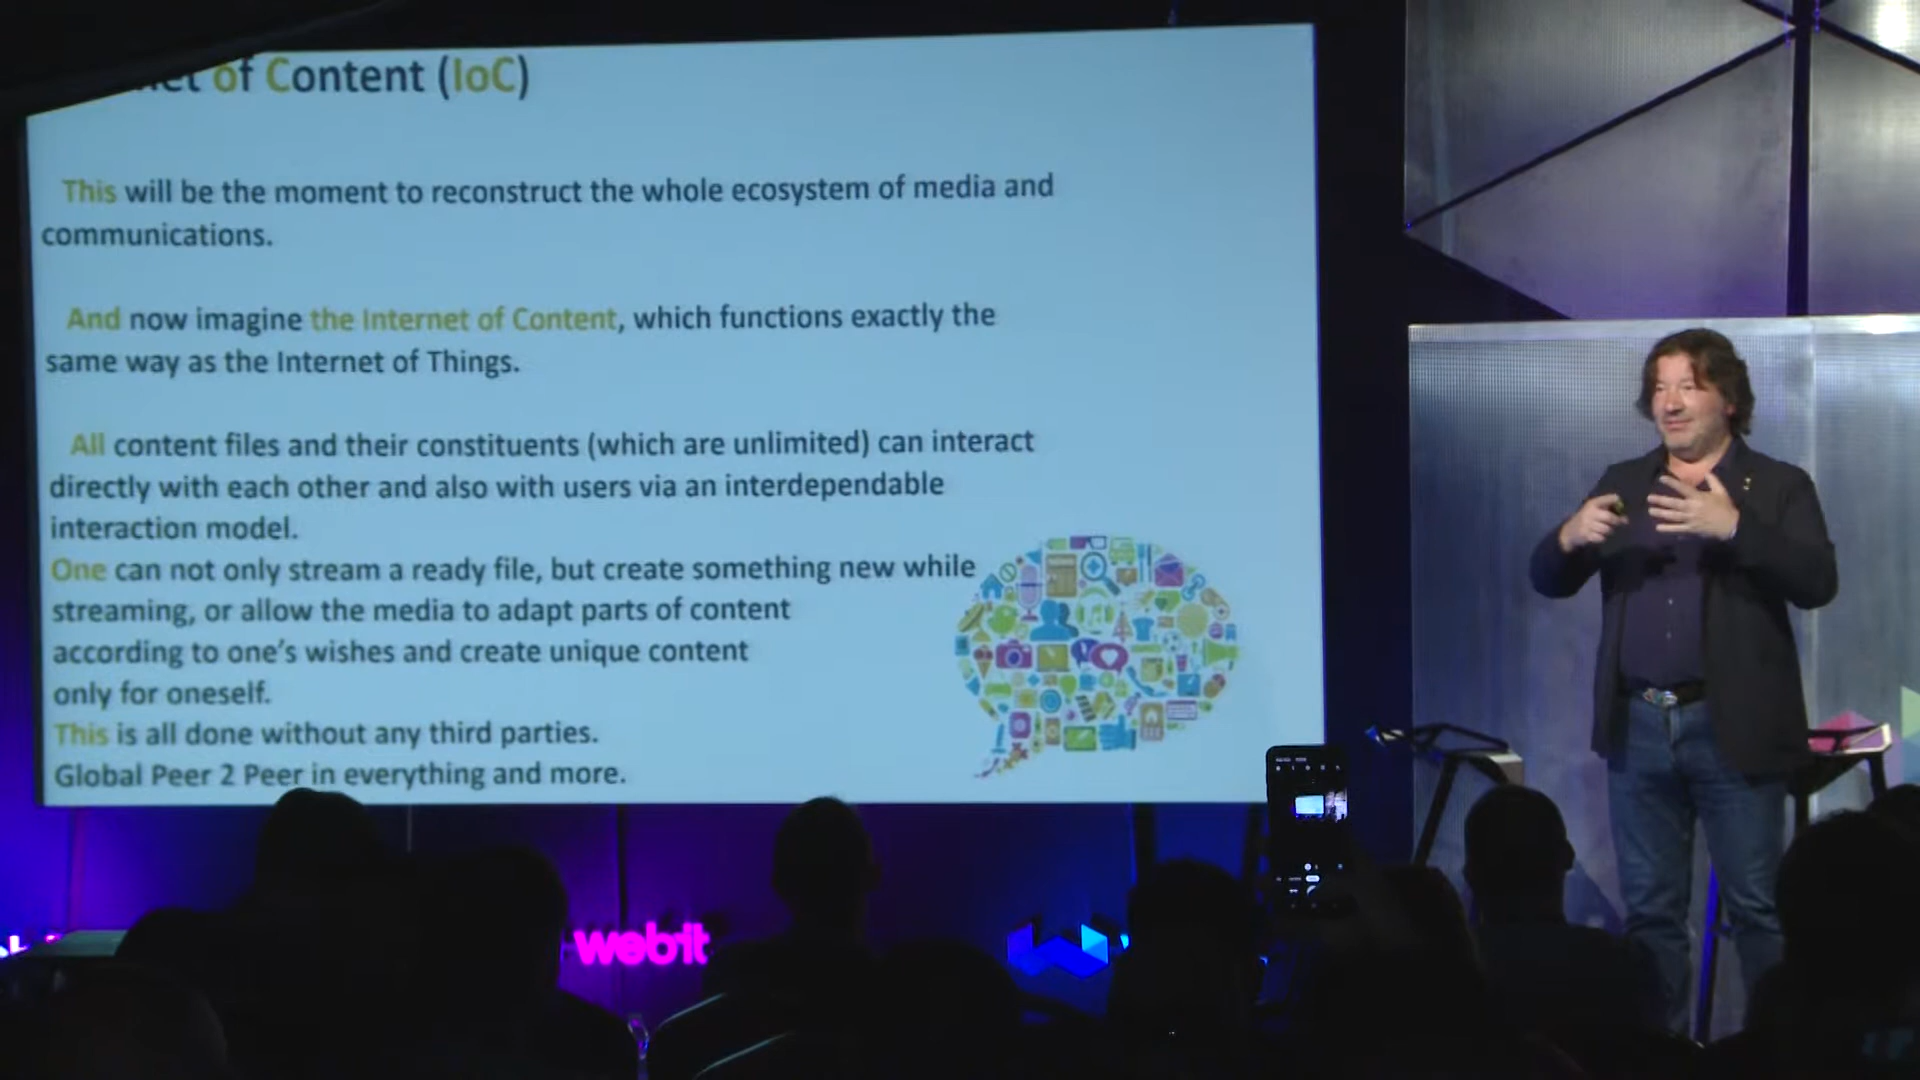 of Content (IoC)
This will be the moment to reconstruct the whole ecosystem of media and
communications.
And now imagine the Internet of Content, which functions exactly the
same way as the Internet of Things.
All content files and their constituents (which are unlimited) can interact
directly with each other and also with users via an interdependable
interaction model.
One can not only stream a ready file, but create something new while
streaming, or allow the media to adapt parts of content
according to one's wishes and create unique content
only for oneself.
This is all done without any third parties.
Global Peer 2 Peer in everything and more.
webit